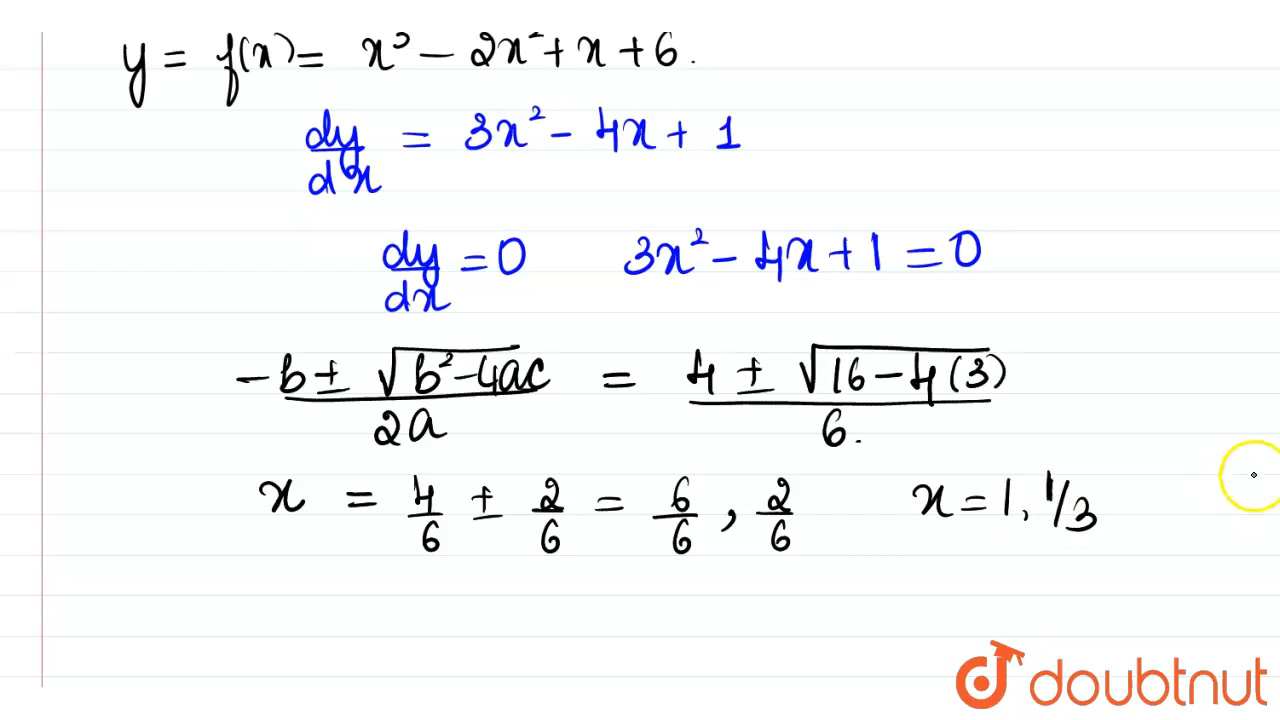 y = f(x) = x³ − 2x² + x + 6.
dy/dx = 3x² − 4x + 1
dy/dx = 0 3x² − 4x + 1 = 0
−b ± √(b² − 4ac) / 2a = 4 ± √(16 − 4(3)) / 6.
x = 4/6 ± 2/6 = 6/6 , 2/6 x = 1, 1/3
doubtnut